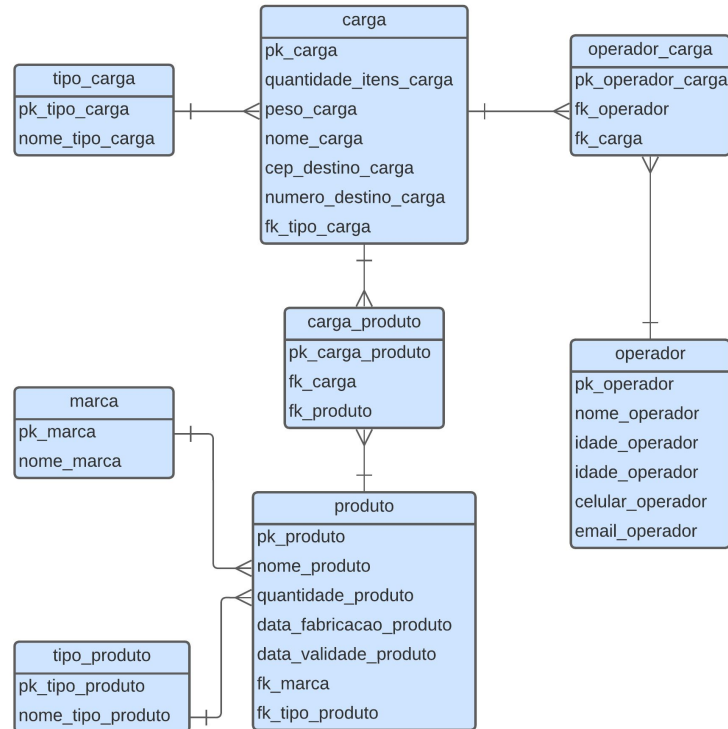 carga
pk_carga
quantidade_itens_carga
peso_carga
nome_carga
cep_destino_carga
numero_destino_carga
fk_tipo_carga
tipo_carga
pk_tipo_carga
nome_tipo_carga
operador_carga
pk_operador_carga
fk_operador
fk_carga
carga_produto
pk_carga_produto
fk_carga
fk_produto
operador
pk_operador
nome_operador
idade_operador
idade_operador
celular_operador
email_operador
marca
pk_marca
nome_marca
produto
pk_produto
nome_produto
quantidade_produto
data_fabricacao_produto
data_validade_produto
fk_marca
fk_tipo_produto
tipo_produto
pk_tipo_produto
nome_tipo_produto